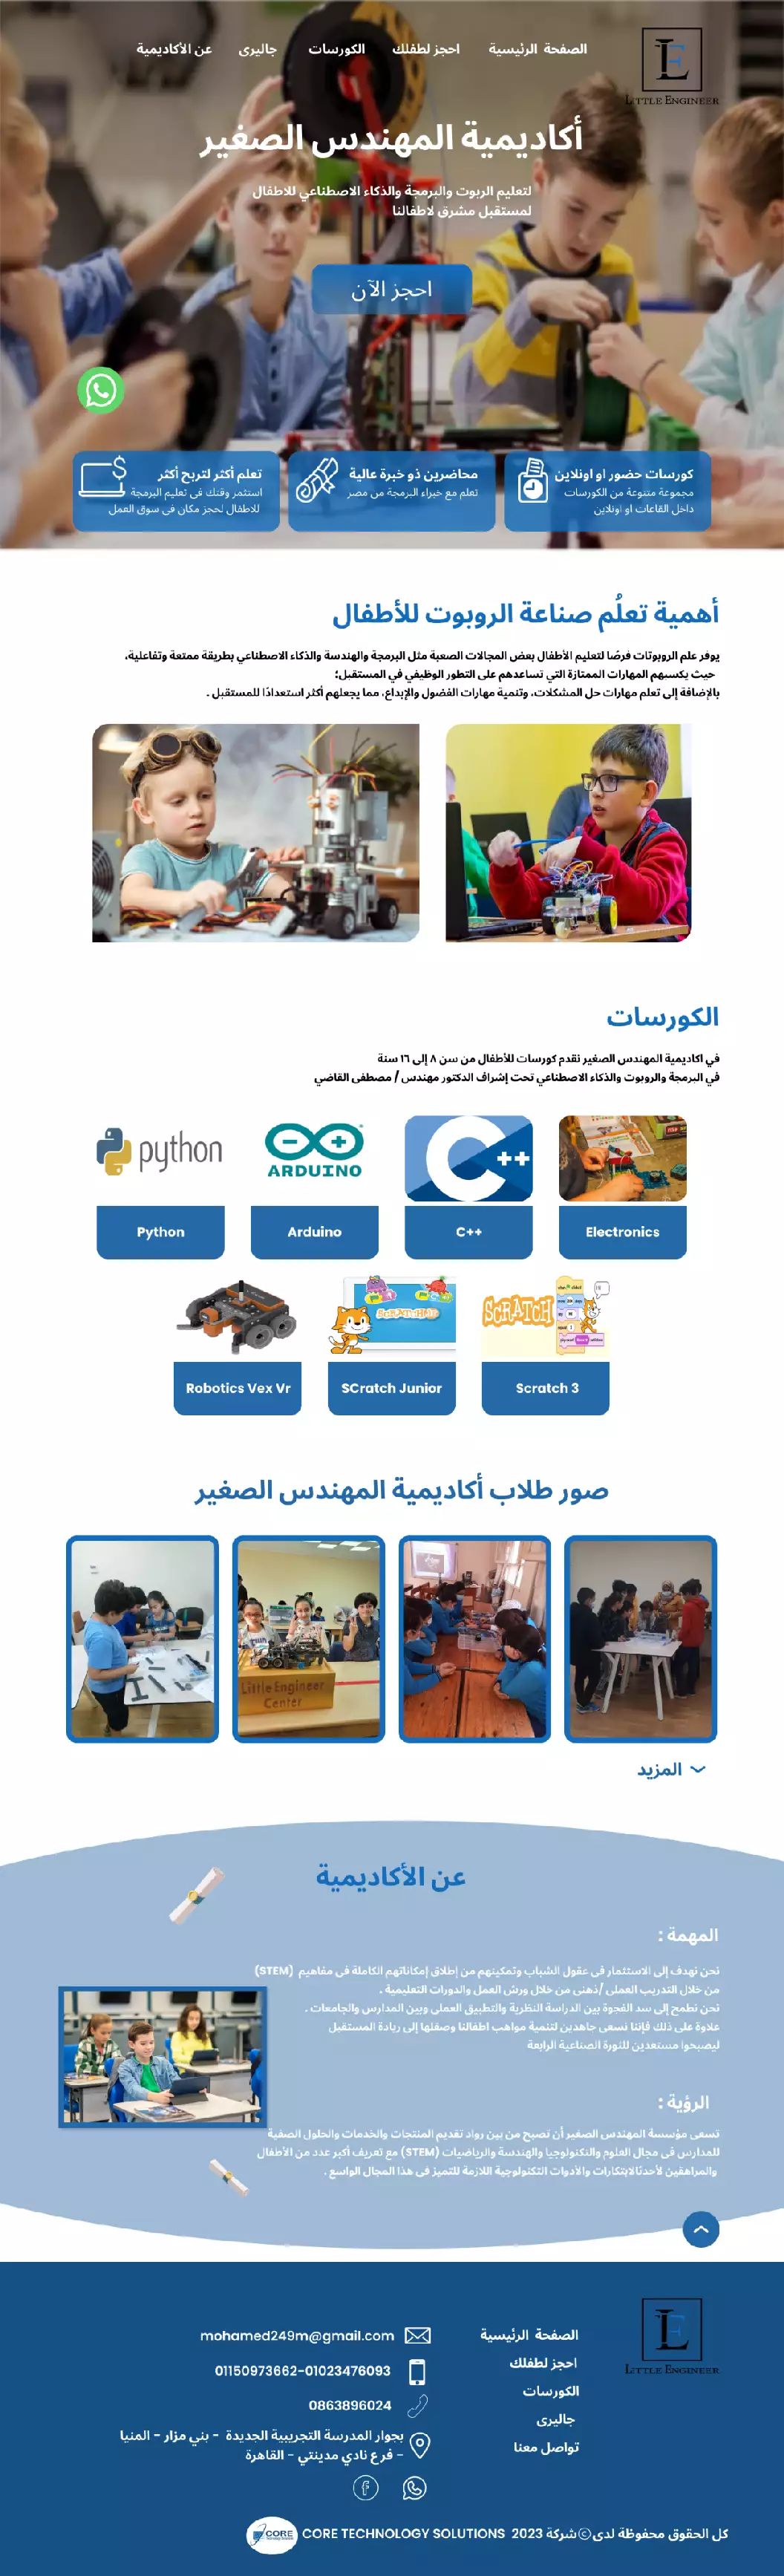 الصفحة الرئيسية
احجز لطفلك
الكورسات
جاليرى
عن الأكاديمية
LE
LITTLE ENGINEER
أكاديمية المهندس الصغير
لتعليم الربوت والبرمجة والذكاء الاصطناعي للاطفال
لمستقبل مشرق لاطفالنا
احجز الآن
كورسات حضور او اونلاين
مجموعة متنوعة من الكورسات
داخل القاعات او اونلاين
محاضرين ذو خبرة عالية
تعلم مع خبراء البرمجة من مصر
تعلم أكثر لتربح أكثر
استثمر وقتك فى تعليم البرمجة
للاطفال لحجز مكان فى سوق العمل
أهمية تعلُم صناعة الروبوت للأطفال
يوفر علم الروبوتات فرصًا لتعليم الأطفال بعض المجالات الصعبة مثل البرمجة والهندسة والذكاء الاصطناعي بطريقة ممتعة وتفاعلية،
حيث يكسبهم المهارات الممتازة التي تساعدهم على التطور الوظيفي في المستقبل؛
بالإضافة إلى تعلم مهارات حل المشكلات، وتنمية مهارات الفضول والإبداع، مما يجعلهم أكثر استعدادًا للمستقبل .
الكورسات
في اكاديمية المهندس الصغير نقدم كورسات للأطفال من سن ٨ إلى ١٦ سنة
في البرمجة والروبوت والذكاء الاصطناعي تحت إشراف الدكتور مهندس / مصطفى القاضي
Electronics
C++
C++
ARDUINO
Arduino
python
Python
SCRATCH
Scratch 3
SCRATCHJR
SCratch Junior
Robotics Vex Vr
صور طلاب أكاديمية المهندس الصغير
Little Engineer
Center
المزيد
عن الأكاديمية
المهمة :
نحن نهدف إلى الاستثمار فى عقول الشباب وتمكينهم من إطلاق إمكاناتهم الكاملة فى مفاهيم (STEM)
من خلال التدريب العملى /ذهنى من خلال ورش العمل والدورات التعليمية .
نحن نطمح إلى سد الفجوة بين الدراسة النظرية والتطبيق العملى وبين المدارس والجامعات .
علاوة على ذلك فإننا نسعى جاهدين لتنمية مواهب اطفالنا وصقلها إلى ريادة المستقبل
ليصبحوا مستعدين للثورة الصناعية الرابعة
الرؤية :
تسعى مؤسسة المهندس الصغير أن تصبح من بين رواد تقديم المنتجات والخدمات والحلول الصفية
للمدارس فى مجال العلوم والتكنولوجيا والهندسة والرياضيات (STEM) مع تعريف أكبر عدد من الأطفال
والمراهقين لأحدثالابتكارات والأدوات التكنولوجية اللازمة للتميز فى هذا المجال الواسع .
LE
LITTLE ENGINEER
الصفحة الرئيسية
احجز لطفلك
الكورسات
جاليرى
تواصل معنا
mohamed249m@gmail.com
01150973662-01023476093
0863896024
بجوار المدرسة التجريبية الجديدة - بني مزار - المنيا
- فرع نادي مدينتي - القاهرة
كل الحقوق محفوظة لدى©شركة 2023 CORE TECHNOLOGY SOLUTIONS
CORE